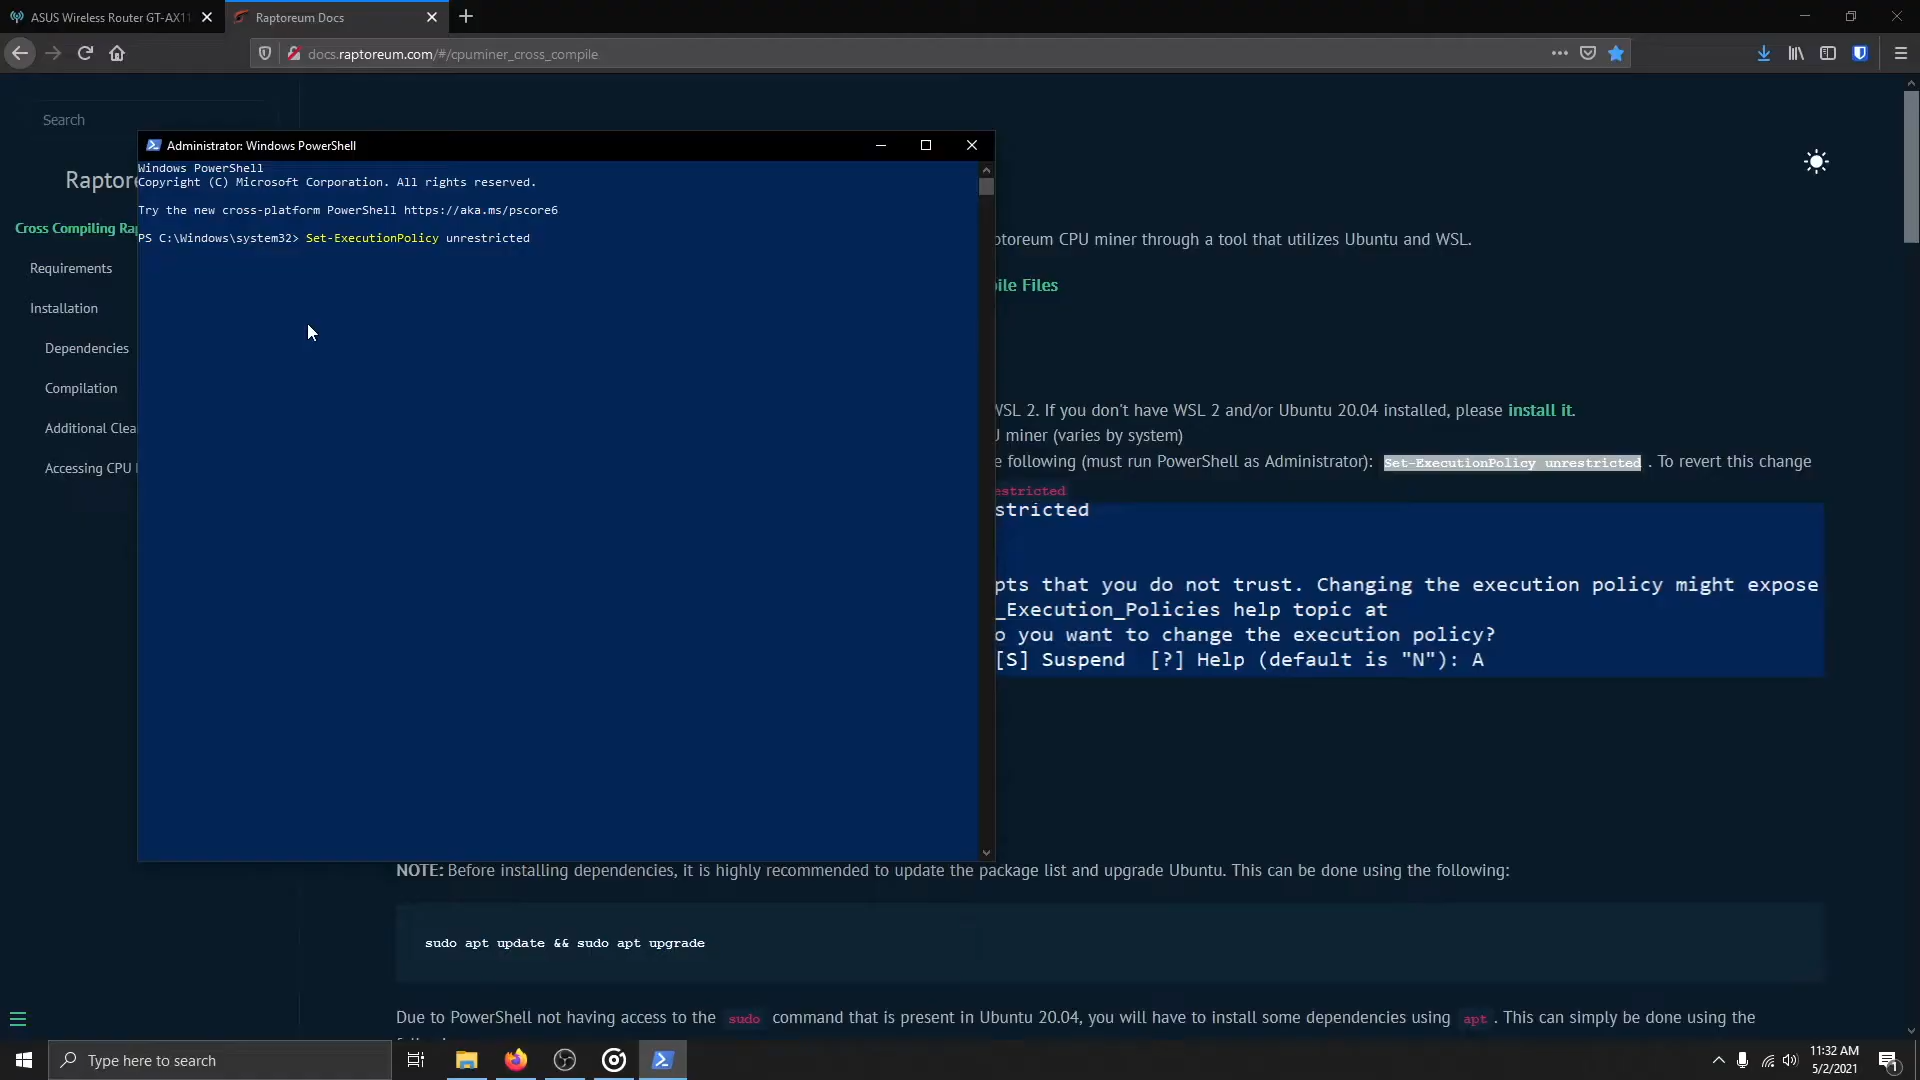 ASUS Wireless Router GT-AX11
Raptoreum Docs
docs.raptoreum.com/#/cpuminer_cross_compile
Search
Raptore
Cross Compiling Rap
Requirements
Installation
Dependencies
Compilation
Additional Clea
Accessing CPU
Administrator: Windows PowerShell
Windows PowerShell
Copyright (C) Microsoft Corporation. All rights reserved.
Try the new cross-platform PowerShell https://aka.ms/pscore6
PS C:\Windows\system32> Set-ExecutionPolicy unrestricted
ptoreum CPU miner through a tool that utilizes Ubuntu and WSL.
ile Files
WSL 2. If you don't have WSL 2 and/or Ubuntu 20.04 installed, please install it.
U miner (varies by system)
e following (must run PowerShell as Administrator): Set-ExecutionPolicy unrestricted . To revert this change
estricted
stricted
pts that you do not trust. Changing the execution policy might expose
_Execution_Policies help topic at
o you want to change the execution policy?
[S] Suspend [?] Help (default is "N"): A
NOTE: Before installing dependencies, it is highly recommended to update the package list and upgrade Ubuntu. This can be done using the following:
sudo apt update && sudo apt upgrade
Due to PowerShell not having access to the sudo command that is present in Ubuntu 20.04, you will have to install some dependencies using apt . This can simply be done using the
Type here to search
11:32 AM
5/2/2021
1